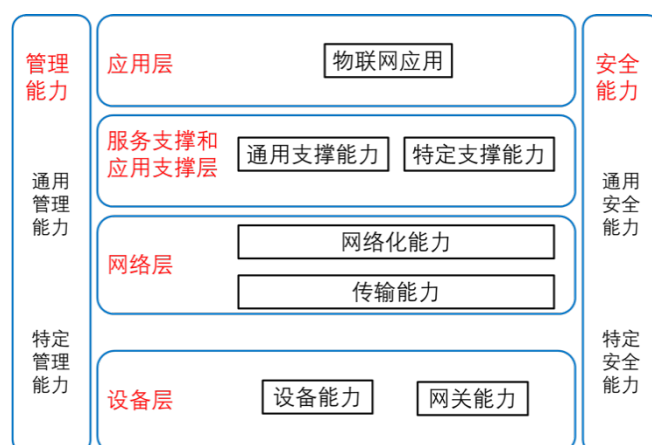 管理
能力
通用
管理
能力
特定
管理
能力
应用层
物联网应用
服务支撑和
应用支撑层
通用支撑能力
特定支撑能力
网络层
网络化能力
传输能力
设备层
设备能力
网关能力
安全
能力
通用
安全
能力
特定
安全
能力